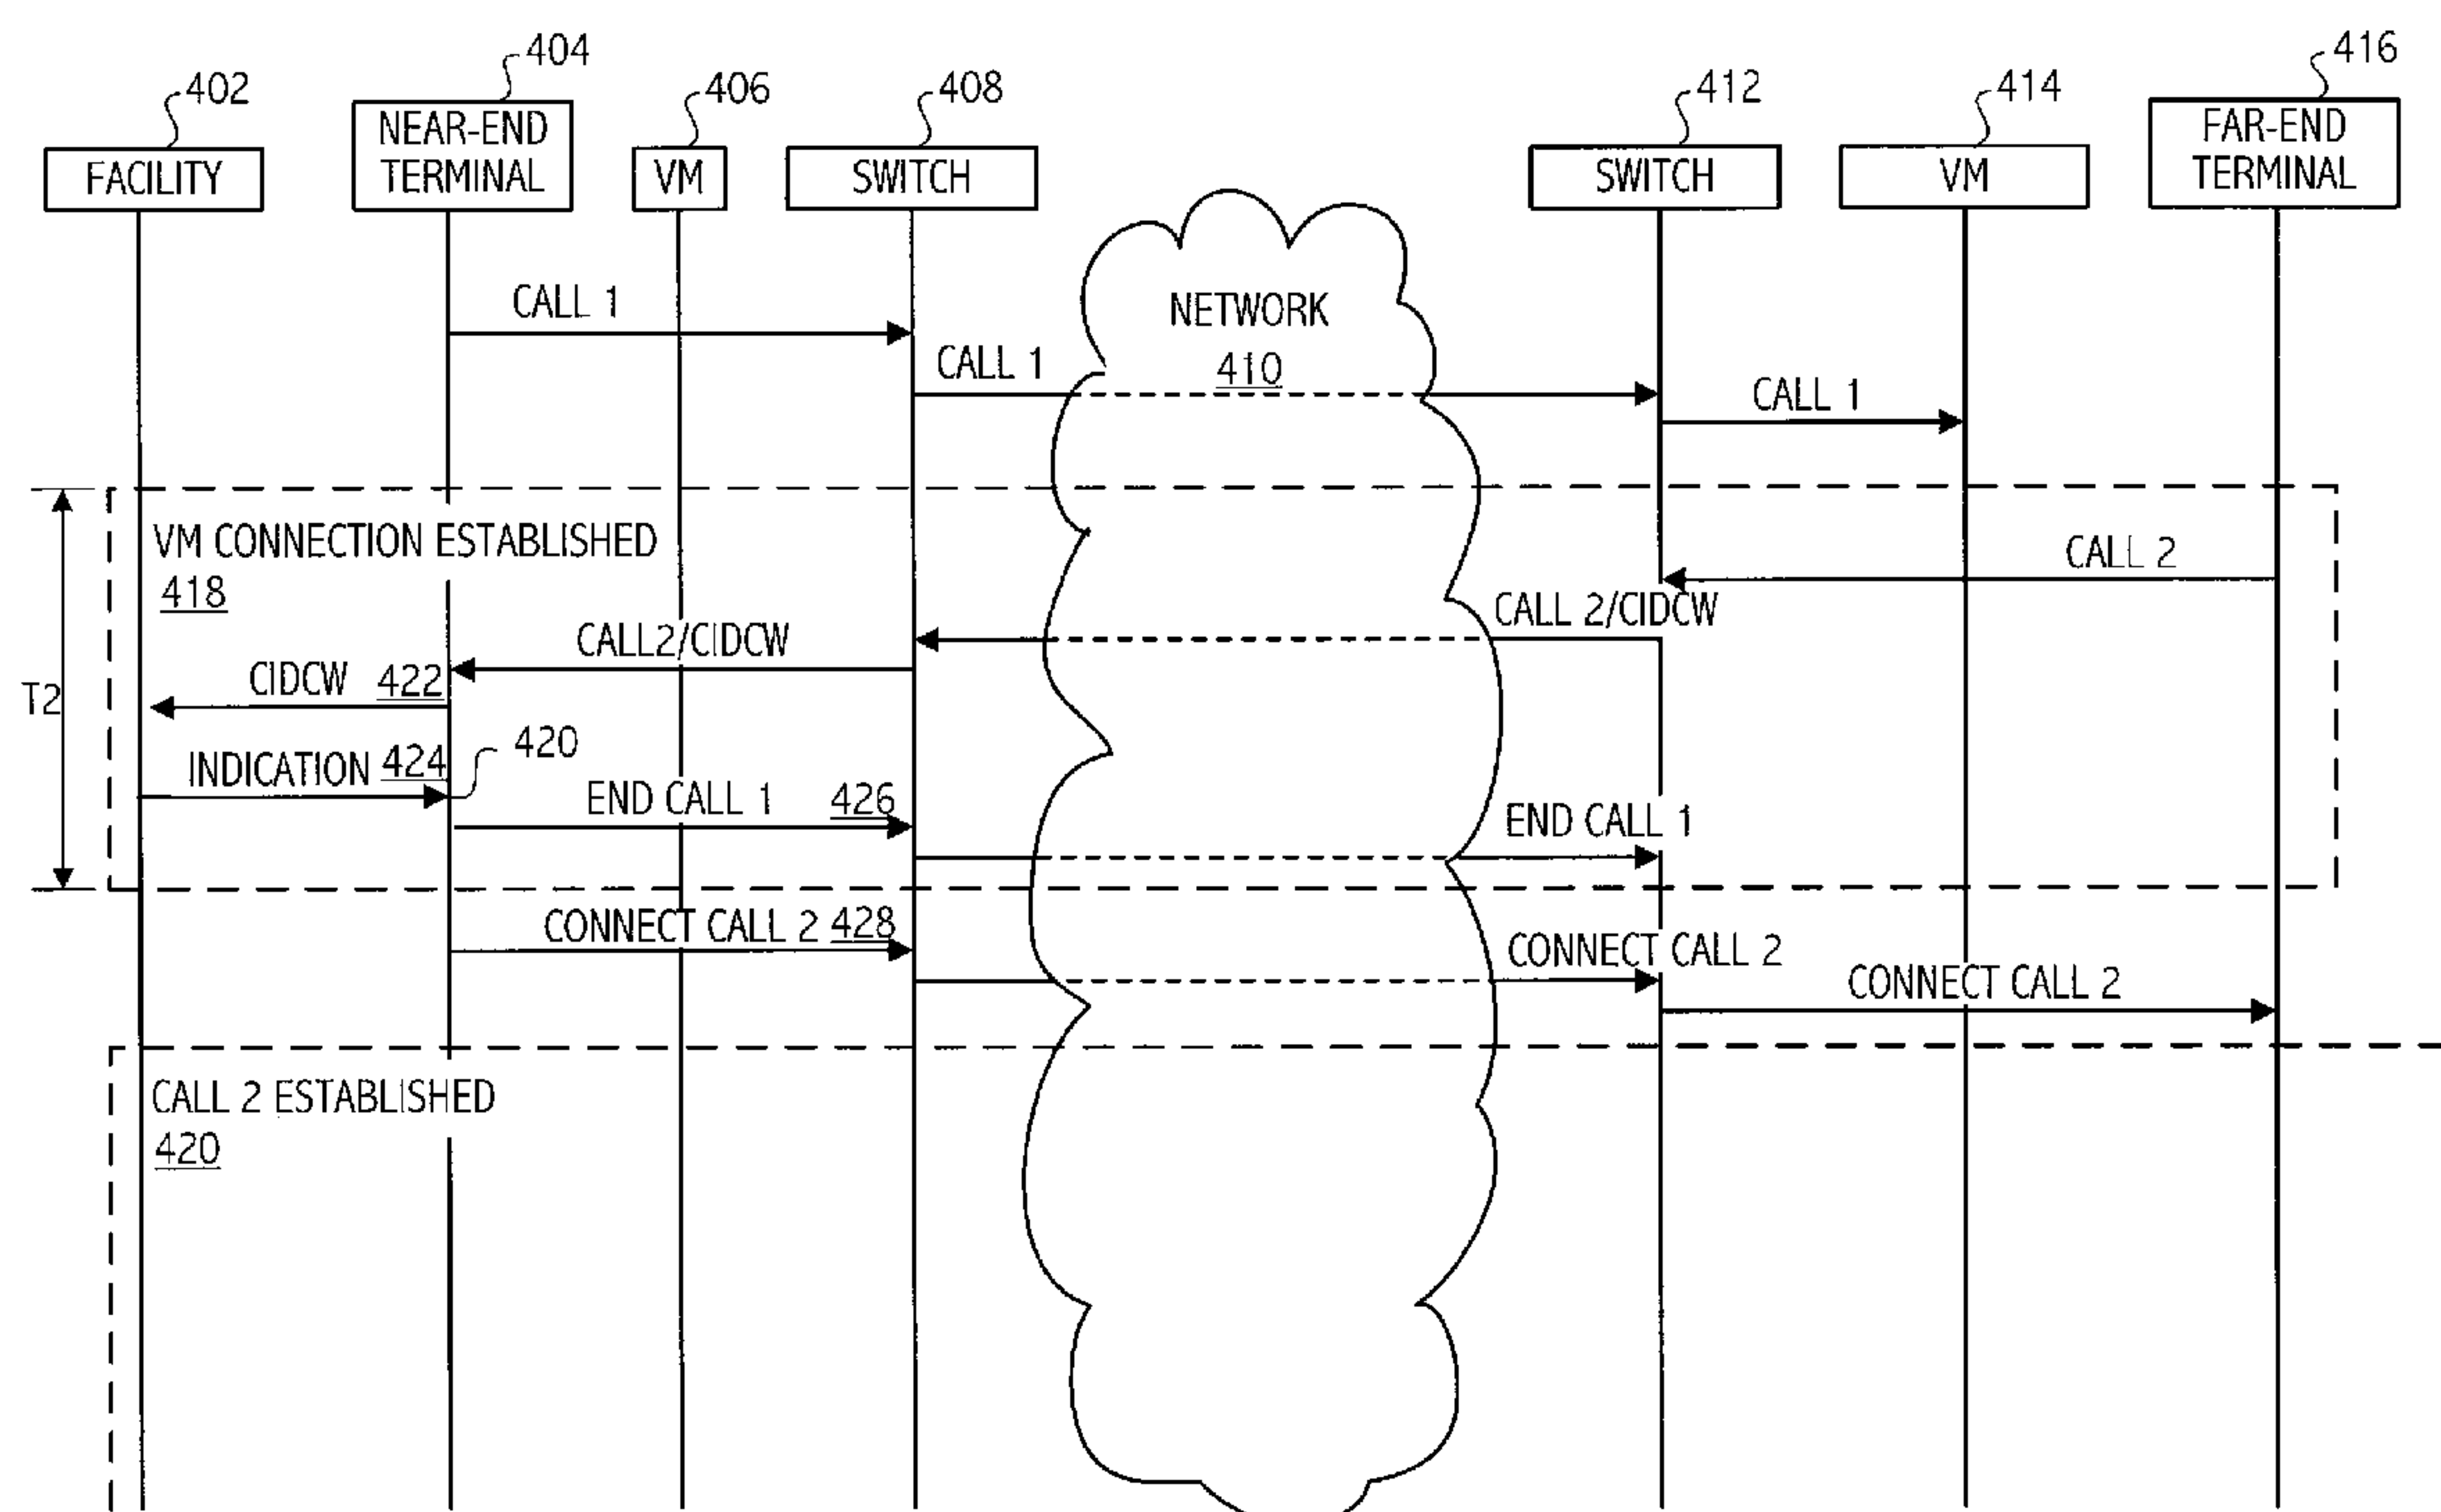 402
404
406
408
412
414
416
FACILITY
NEAR-END
TERMINAL
VM
SWITCH
SWITCH
VM
FAR-END
TERMINAL
CALL 1
NETWORK
410
CALL 1
CALL 1
VM CONNECTION ESTABLISHED
418
CALL 2
CALL 2/CIDCW
CALL2/CIDCW
CIDCW 422
T2
INDICATION 424
420
END CALL 1 426
END CALL 1
CONNECT CALL 2 428
CONNECT CALL 2
CONNECT CALL 2
CALL 2 ESTABLISHED
420